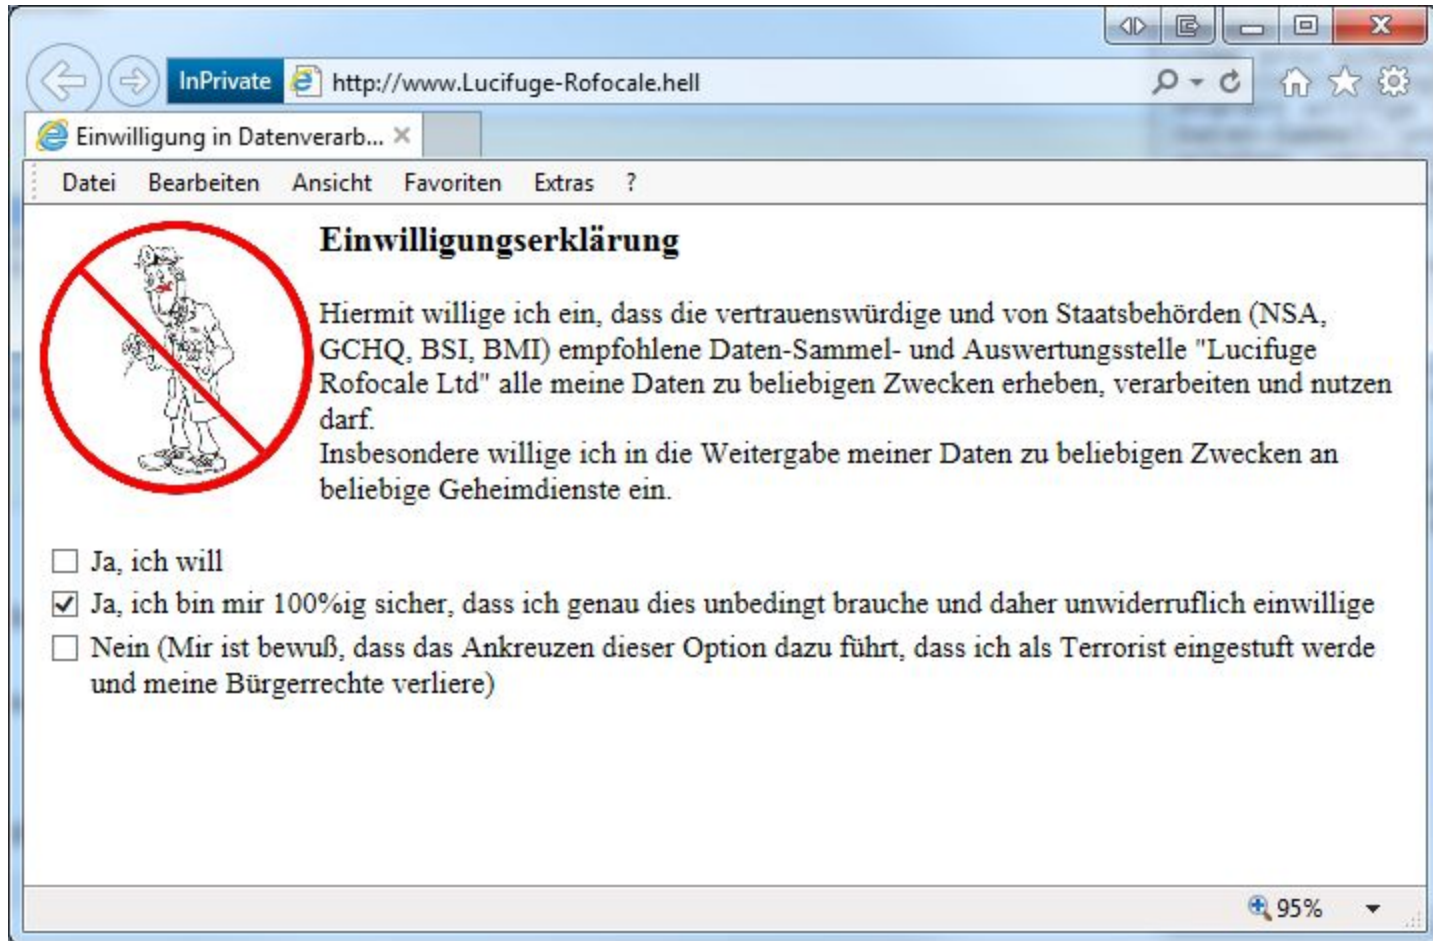 InPrivate http://www.Lucifuge-Rofocale.hell
Einwilligung in Datenverarb...
Datei Bearbeiten Ansicht Favoriten Extras ?
Einwilligungserklärung
Hiermit willige ich ein, dass die vertrauenswürdige und von Staatsbehörden (NSA,
GCHQ, BSI, BMI) empfohlene Daten-Sammel- und Auswertungsstelle "Lucifuge
Rofocale Ltd" alle meine Daten zu beliebigen Zwecken erheben, verarbeiten und nutzen
darf.
Insbesondere willige ich in die Weitergabe meiner Daten zu beliebigen Zwecken an
beliebige Geheimdienste ein.
Ja, ich will
Ja, ich bin mir 100%ig sicher, dass ich genau dies unbedingt brauche und daher unwiderruflich einwillige
Nein (Mir ist bewuß, dass das Ankreuzen dieser Option dazu führt, dass ich als Terrorist eingestuft werde
und meine Bürgerrechte verliere)
95%